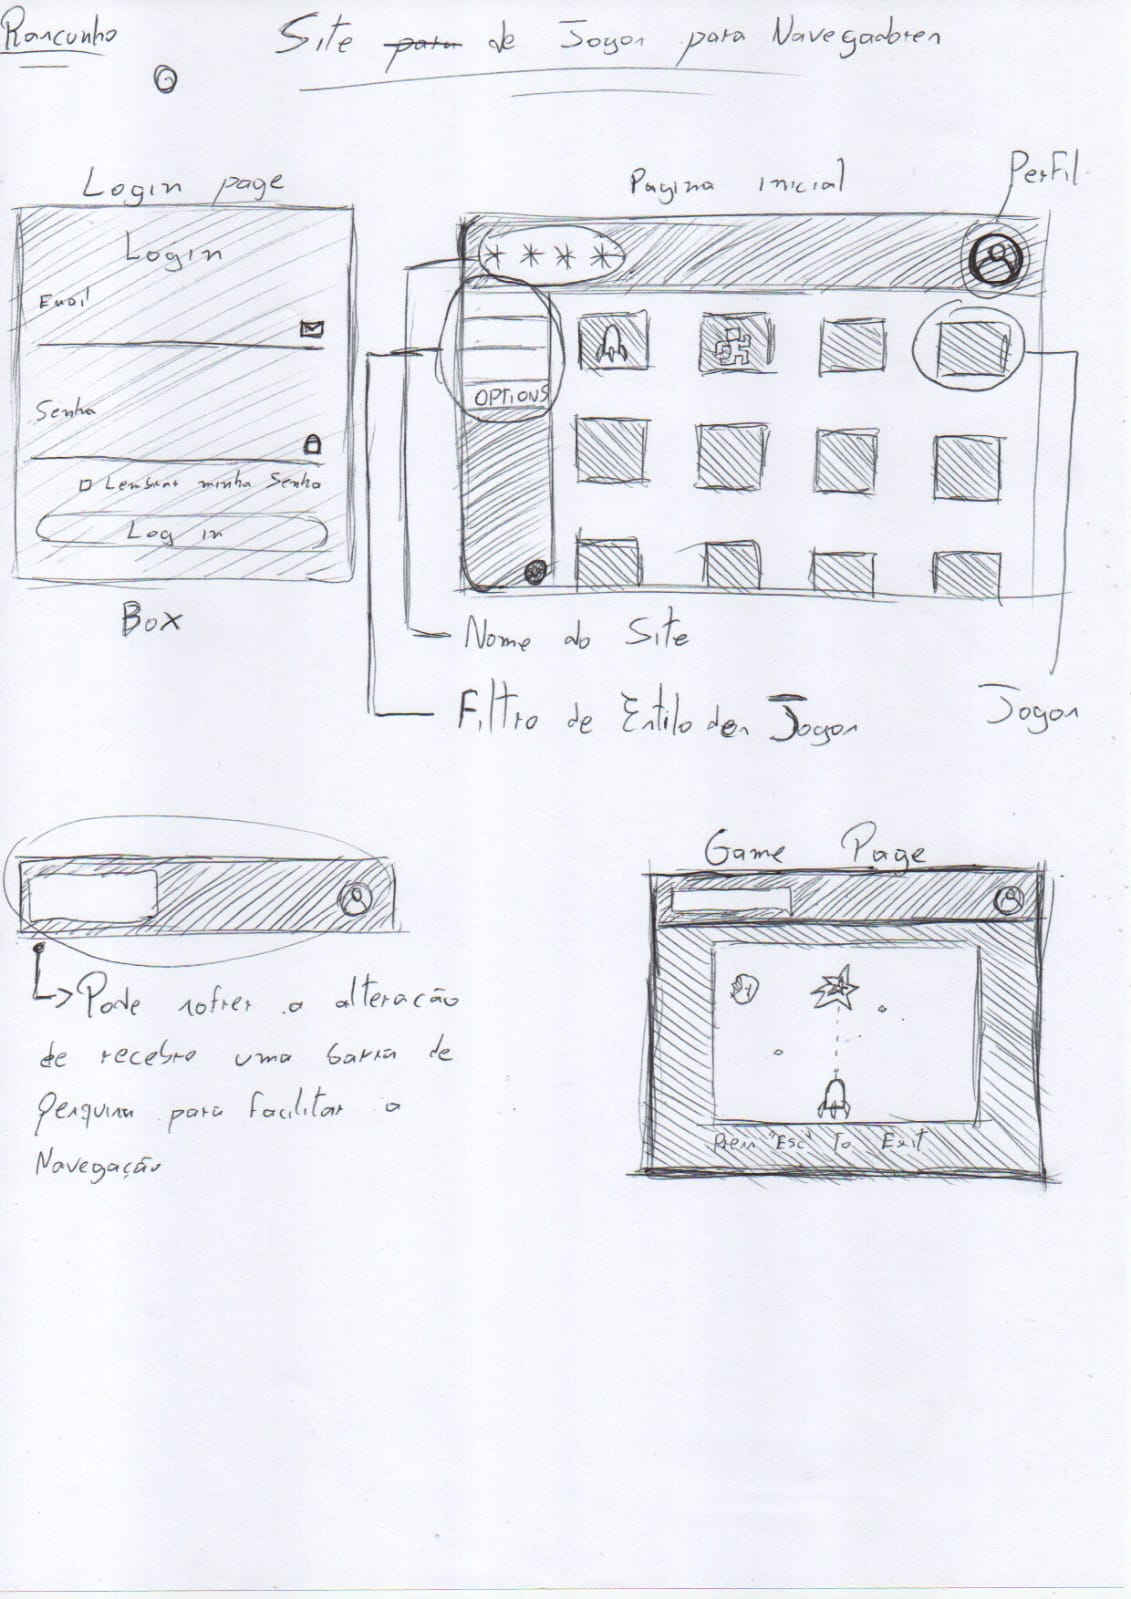 Rascunho
Site para de Jogos para Navegadores
Login page
Login
Email
Senha
Lembrar minha Senha
Log in
Box
Pagina inicial
Perfil
* * * *
OPTIONS
Nome do Site
Filtro de Estilo dos Jogos
Jogos
Pode sofrer a alteração
de recebro uma barra de
Pesquisa para facilitar a
Navegação
Game Page
Press "Esc" To Exit